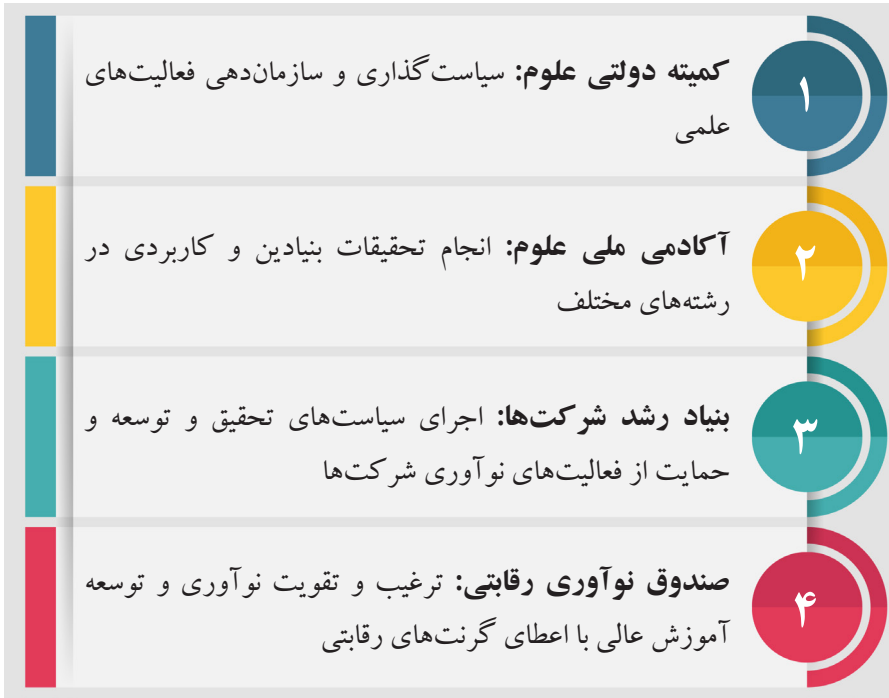 ۱
کمیته دولتی علوم: سیاست‌گذاری و سازمان‌دهی فعالیت‌های
علمی
۲
آکادمی ملی علوم: انجام تحقیقات بنیادین و کاربردی در
رشته‌های مختلف
۳
بنیاد رشد شرکت‌ها: اجرای سیاست‌های تحقیق و توسعه و
حمایت از فعالیت‌های نوآوری شرکت‌ها
۴
صندوق نوآوری رقابتی: ترغیب و تقویت نوآوری و توسعه
آموزش عالی با اعطای گرنت‌های رقابتی